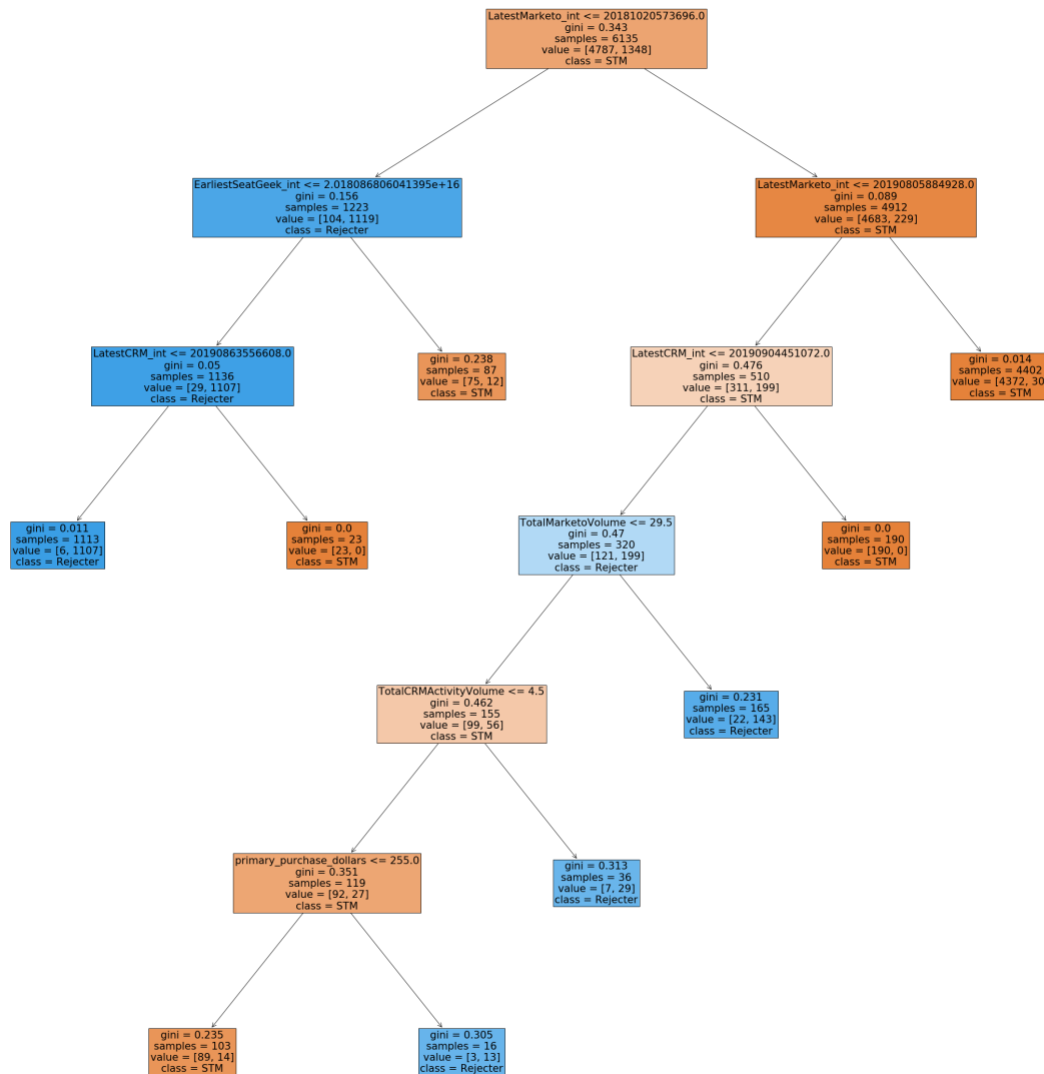 LatestMarketo_int <= 20181020573696.0
gini = 0.343
samples = 6135
value = [4787, 1348]
class = STM
EarliestSeatGeek_int <= 2.018086806041395e+16
gini = 0.156
samples = 1223
value = [104, 1119]
class = Rejecter
LatestMarketo_int <= 20190805884928.0
gini = 0.089
samples = 4912
value = [4683, 229]
class = STM
LatestCRM_int <= 20190863556608.0
gini = 0.05
samples = 1136
value = [29, 1107]
class = Rejecter
gini = 0.238
samples = 87
value = [75, 12]
class = STM
LatestCRM_int <= 20190904451072.0
gini = 0.476
samples = 510
value = [311, 199]
class = STM
gini = 0.014
samples = 4402
value = [4372, 30
class = STM
gini = 0.011
samples = 1113
value = [6, 1107]
class = Rejecter
gini = 0.0
samples = 23
value = [23, 0]
class = STM
TotalMarketoVolume <= 29.5
gini = 0.47
samples = 320
value = [121, 199]
class = Rejecter
gini = 0.0
samples = 190
value = [190, 0]
class = STM
TotalCRMActivityVolume <= 4.5
gini = 0.462
samples = 155
value = [99, 56]
class = STM
gini = 0.231
samples = 165
value = [22, 143]
class = Rejecter
primary_purchase_dollars <= 255.0
gini = 0.351
samples = 119
value = [92, 27]
class = STM
gini = 0.313
samples = 36
value = [7, 29]
class = Rejecter
gini = 0.235
samples = 103
value = [89, 14]
class = STM
gini = 0.305
samples = 16
value = [3, 13]
class = Rejecter